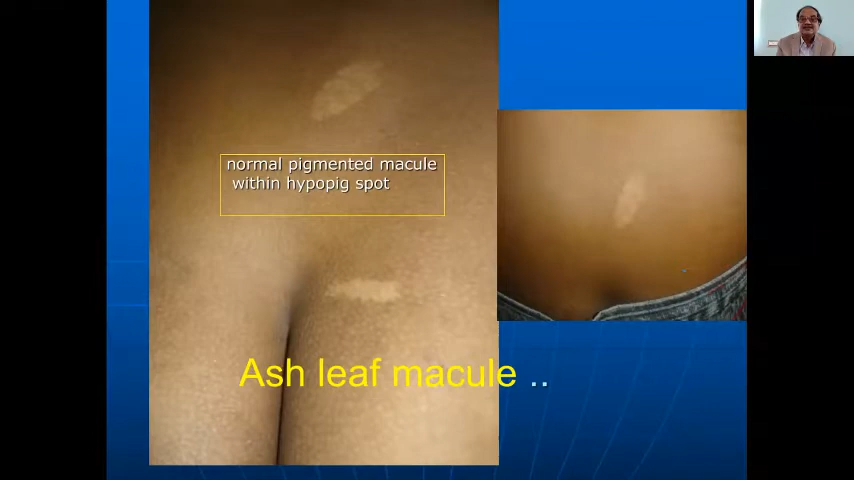 normal pigmented macule
within hypopig spot
Ash leaf macule ..